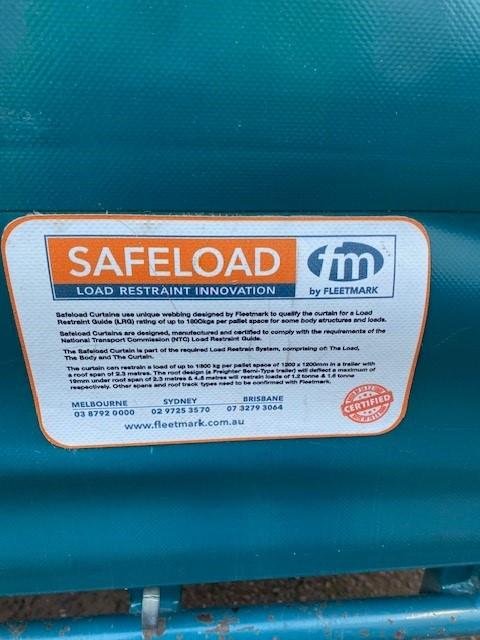 SAFELOAD
LOAD RESTRAINT INNOVATION
fm
by FLEETMARK
Safeload Curtains use unique webbing designed by Fleetmark to qualify the curtain for a Load
Restraint Guide (LRG) rating of up to 1800kgs per pallet space for some body structures and loads.
Safeload Curtains are designed, manufactured and certified to comply with the requirements of the
National Transport Commission (NTC) Load Restraint Guide.
The Safeload Curtain is part of the required Load Restrain System, comprising of: The Load,
The Body and The Curtain.
The curtain can restrain a load of up to 1800 kg per pallet space of 1200 x 1200mm in a trailer with
a roof span of 2.3 metres. The roof design (a Freighter Semi-Type trailer) will deflect a maximum of
19mm under roof span of 2.3 metres & 4.8 metres will restrain loads of 1.2 tonne & 1.6 tonne
respectively. Other spans and roof track types need to be confirmed with Fleetmark.
MELBOURNE SYDNEY BRISBANE
03 8792 0000 02 9725 3570 07 3279 3064
www.fleetmark.com.au
CERTIFIED